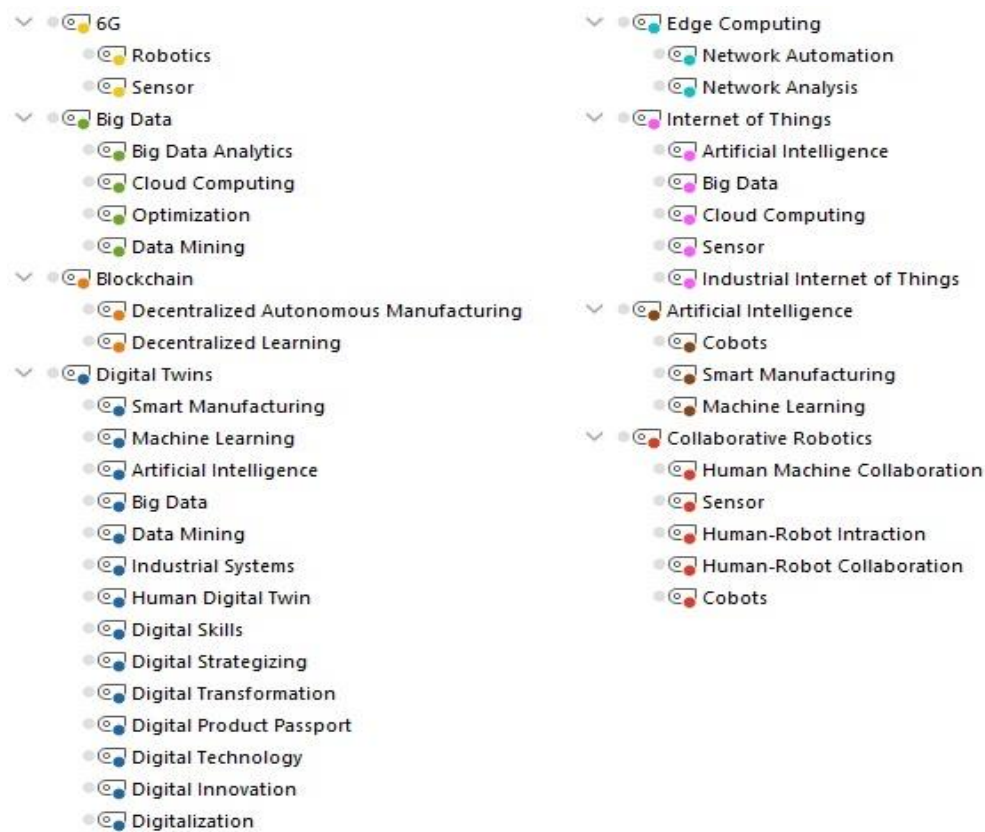 6G
Robotics
Sensor
Big Data
Big Data Analytics
Cloud Computing
Optimization
Data Mining
Blockchain
Decentralized Autonomous Manufacturing
Decentralized Learning
Digital Twins
Smart Manufacturing
Machine Learning
Artificial Intelligence
Big Data
Data Mining
Industrial Systems
Human Digital Twin
Digital Skills
Digital Strategizing
Digital Transformation
Digital Product Passport
Digital Technology
Digital Innovation
Digitalization
Edge Computing
Network Automation
Network Analysis
Internet of Things
Artificial Intelligence
Big Data
Cloud Computing
Sensor
Industrial Internet of Things
Artificial Intelligence
Cobots
Smart Manufacturing
Machine Learning
Collaborative Robotics
Human Machine Collaboration
Sensor
Human-Robot Intraction
Human-Robot Collaboration
Cobots